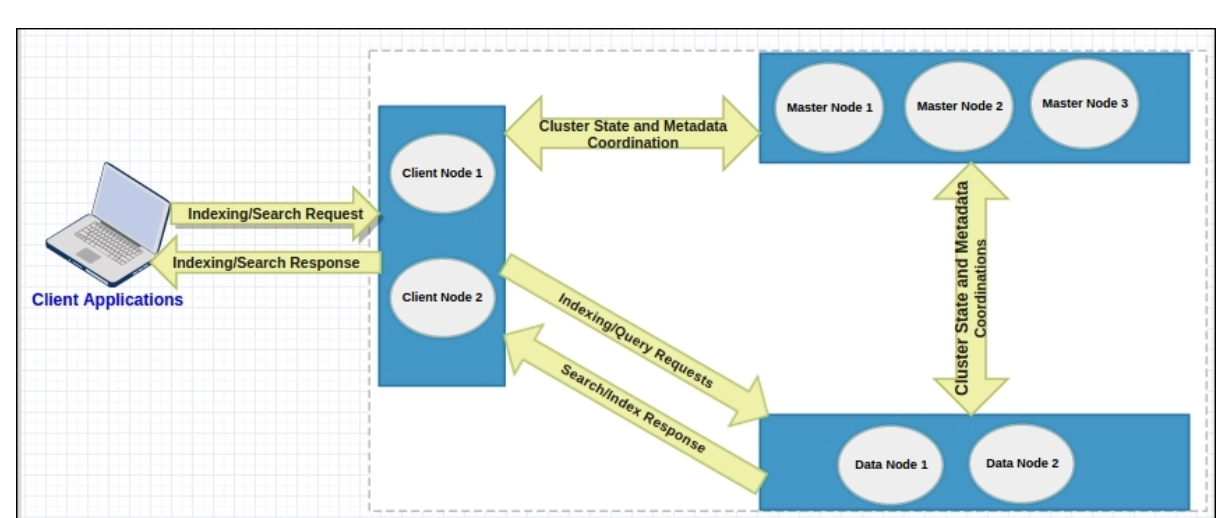 Master Node 1
Master Node 2
Master Node 3
Cluster State and Metadata
Coordination
Client Node 1
Indexing/Search Request
Indexing/Search Response
Client Applications
Client Node 2
Indexing/Query Requests
Search/Index Response
Cluster State and Metadata
Coordinations
Data Node 1
Data Node 2